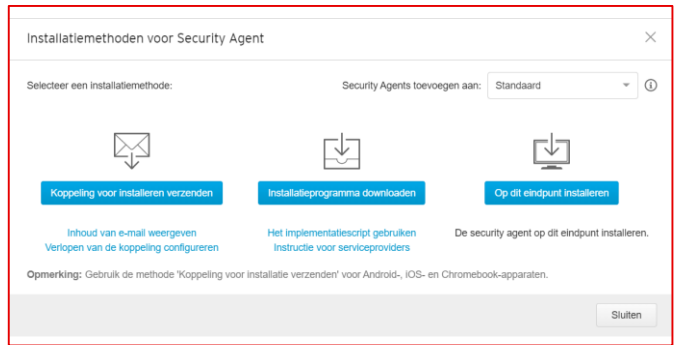 Installatiemethoden voor Security Agent
Selecteer een installatiemethode:
Security Agents toevoegen aan: Standaard
Koppeling voor installeren verzenden
Installatieprogramma downloaden
Op dit eindpunt installeren
Inhoud van e-mail weergeven
Verlopen van de koppeling configureren
Het implementatiescript gebruiken
Instructie voor serviceproviders
De security agent op dit eindpunt installeren.
Opmerking: Gebruik de methode 'Koppeling voor installatie verzenden' voor Android-, iOS- en Chromebook-apparaten.
Sluiten